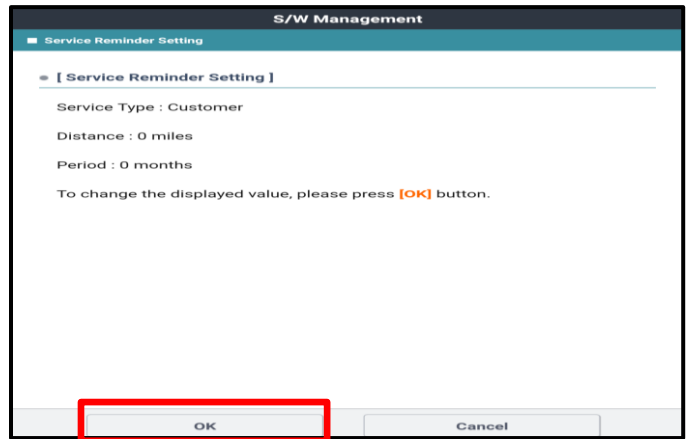 S/W Management
Service Reminder Setting
[ Service Reminder Setting ]
Service Type : Customer
Distance : 0 miles
Period : 0 months
To change the displayed value, please press [OK] button.
OK Cancel